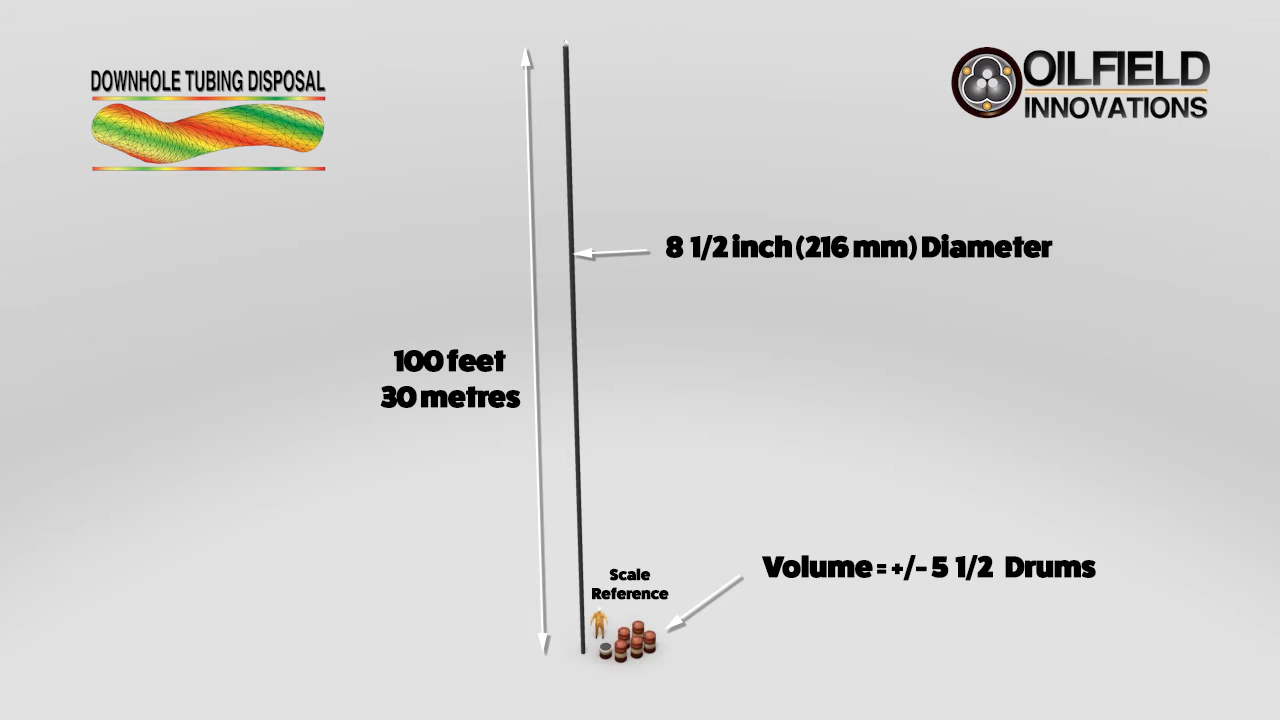 DOWNHOLE TUBING DISPOSAL
OILFIELD
INNOVATIONS
8 1/2 inch (216 mm) Diameter
100 feet
30 metres
Scale
Reference
Volume = +/- 5 1/2 Drums